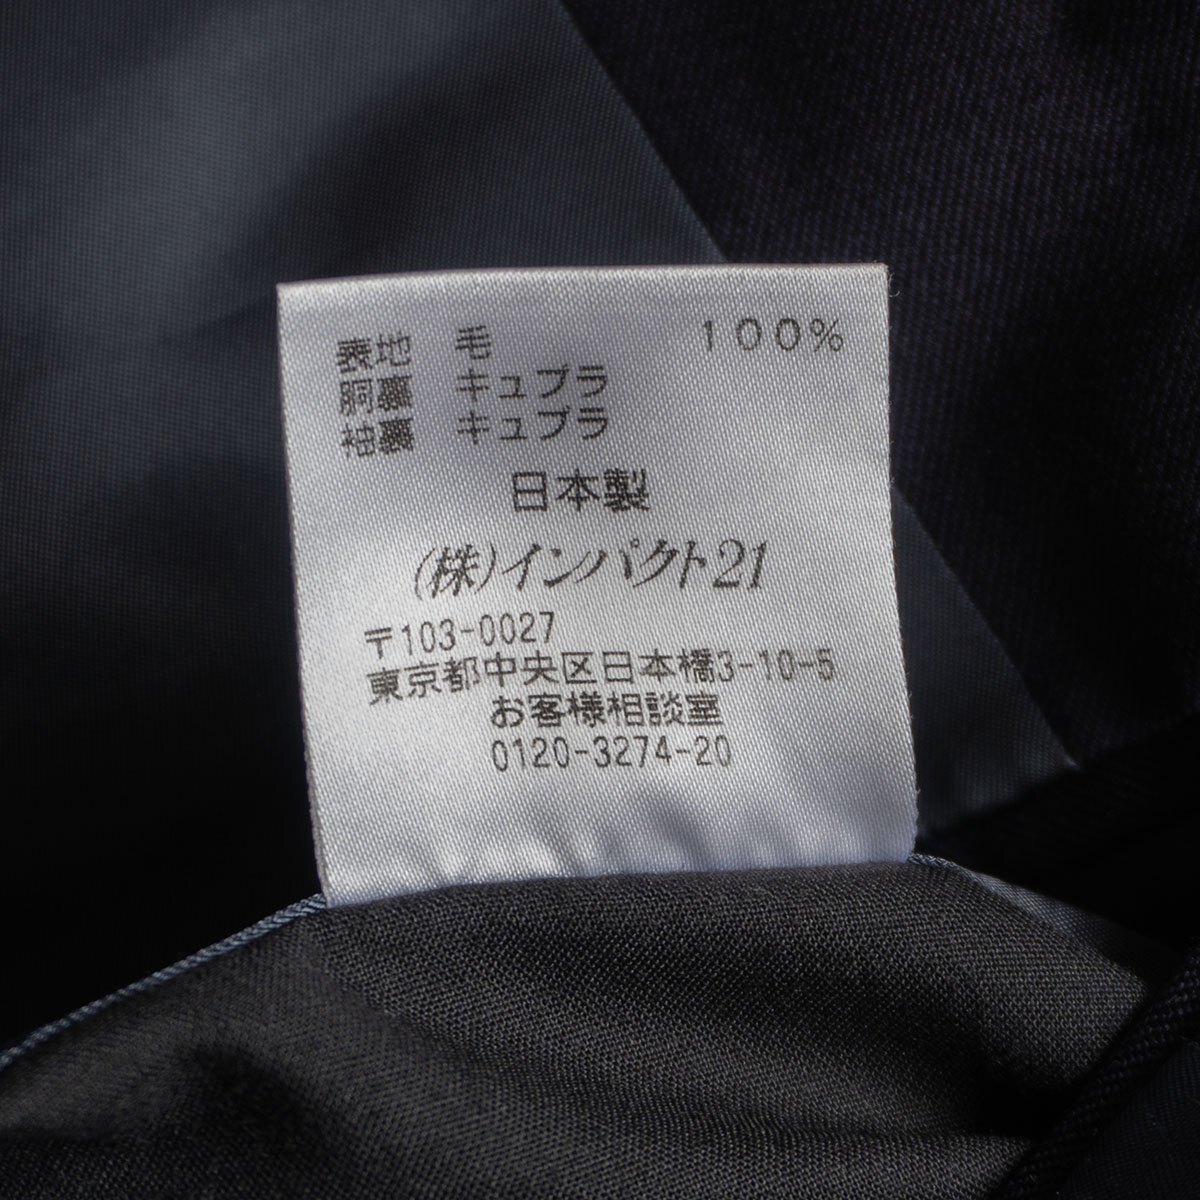 表地 毛 100%
胴裏 キュプラ
袖裏 キュプラ
日本製
(株)インパクト21
〒103-0027
東京都中央区日本橋3-10-5
お客様相談室
0120-3274-20